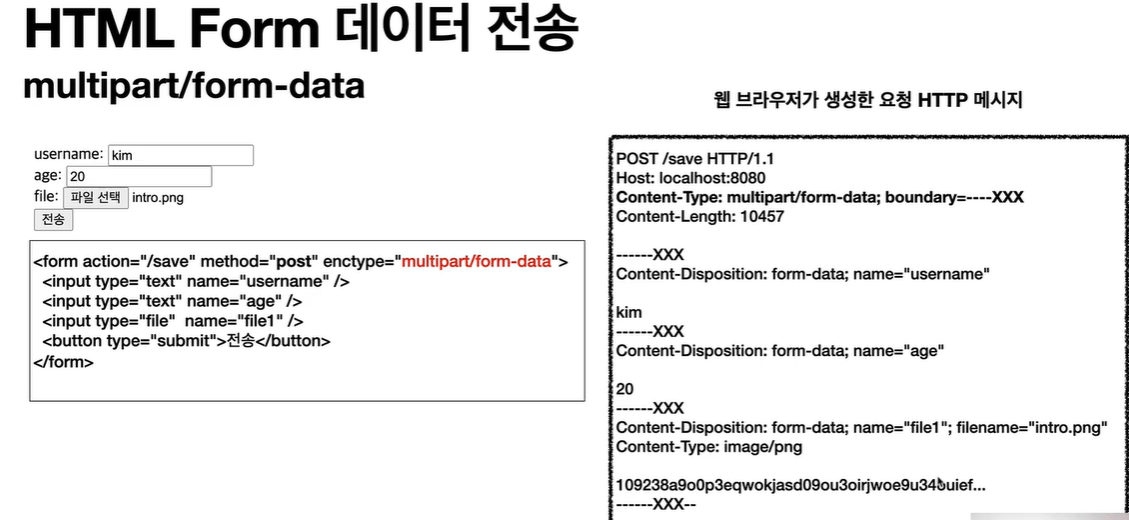 HTML Form 데이터 전송
multipart/form-data
username: kim
age: 20
file: 파일 선택 intro.png
전송
<form action="/save" method="post" enctype="multipart/form-data">
<input type="text" name="username" />
<input type="text" name="age" />
<input type="file"  name="file1" />
<button type="submit">전송</button>
</form>
웹 브라우저가 생성한 요청 HTTP 메시지
POST /save HTTP/1.1
Host: localhost:8080
Content-Type: multipart/form-data; boundary=----XXX
Content-Length: 10457
------XXX
Content-Disposition: form-data; name="username"
kim
------XXX
Content-Disposition: form-data; name="age"
20
------XXX
Content-Disposition: form-data; name="file1"; filename="intro.png"
Content-Type: image/png
------XXX--